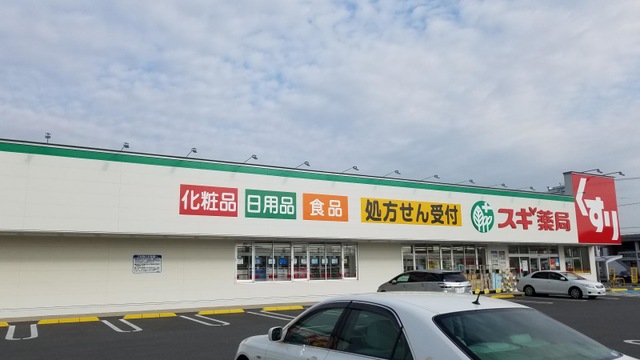 化粧品
日用品
食品
処方せん受付
スギ薬局
くすり